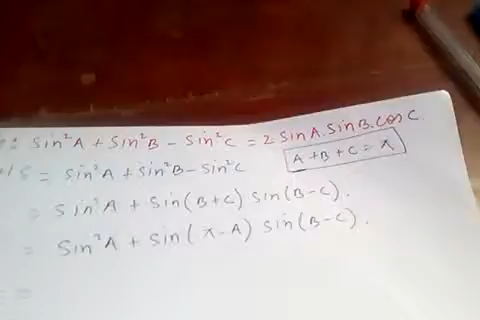 : Sin²A + Sin²B - Sin²C = 2 SinA.SinB.CosC.
A + B + C = π
= Sin²A + Sin²B - Sin²C
= Sin²A + Sin(B+C) Sin(B-C).
= Sin²A + Sin(π-A) Sin(B-C).
=